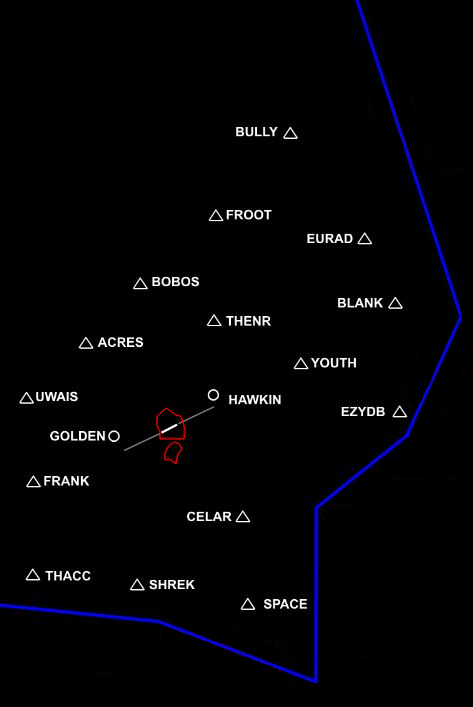 BULLY
FROOT
EURAD
BOBOS
BLANK
THENR
ACRES
YOUTH
UWAIS
HAWKIN
EZYDB
GOLDEN
FRANK
CELAR
THACC
SHREK
SPACE